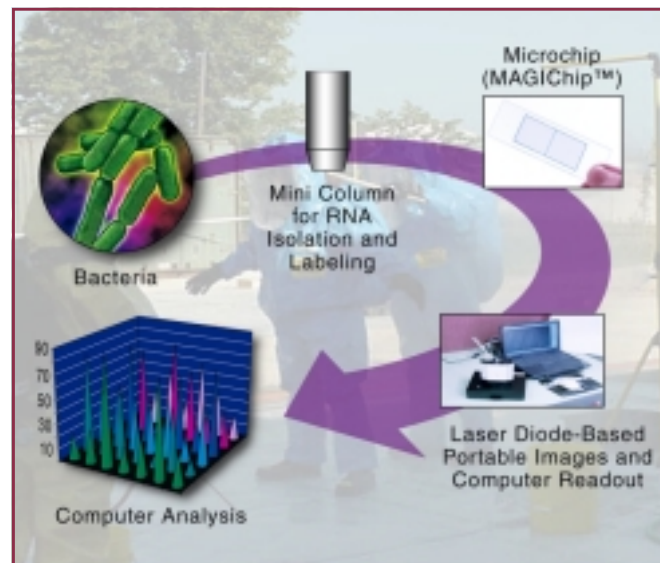 Microchip
(MAGIChip™)
Mini Column
for RNA
Isolation and
Labeling
Bacteria
90
70
50
30
10
Laser Diode-Based
Portable Images and
Computer Readout
Computer Analysis